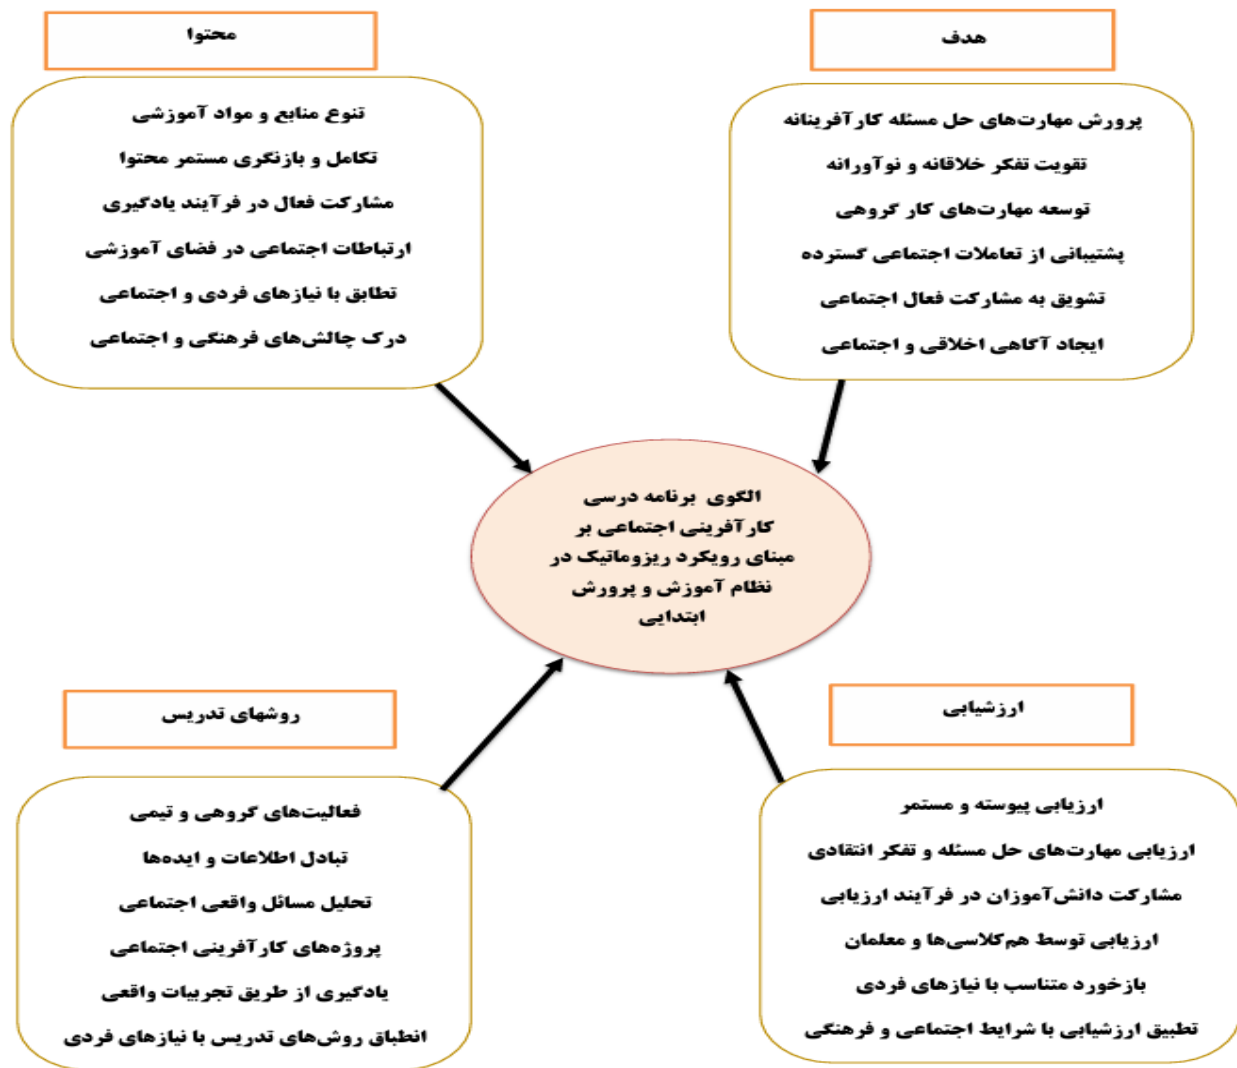 هدف
پرورش مهارت‌های حل مسئله کارآفرینانه
تقویت تفکر خلاقانه و نوآورانه
توسعه مهارت‌های کار گروهی
پشتیبانی از تعاملات اجتماعی گسترده
تشویق به مشارکت فعال اجتماعی
ایجاد آگاهی اخلاقی و اجتماعی
محتوا
تنوع منابع و مواد آموزشی
تکامل و بازنگری مستمر محتوا
مشارکت فعال در فرآیند یادگیری
ارتباطات اجتماعی در فضای آموزشی
تطابق با نیازهای فردی و اجتماعی
درک چالش‌های فرهنگی و اجتماعی
الگوی برنامه درسی
کارآفرینی اجتماعی بر
مبنای رویکرد ریزوماتیک در
نظام آموزش و پرورش
ابتدایی
ارزشیابی
ارزیابی پیوسته و مستمر
ارزیابی مهارت‌های حل مسئله و تفکر انتقادی
مشارکت دانش‌آموزان در فرآیند ارزیابی
ارزیابی توسط هم‌کلاسی‌ها و معلمان
بازخورد متناسب با نیازهای فردی
تطبیق ارزشیابی با شرایط اجتماعی و فرهنگی
روشهای تدریس
فعالیت‌های گروهی و تیمی
تبادل اطلاعات و ایده‌ها
تحلیل مسائل واقعی اجتماعی
پروژه‌های کارآفرینی اجتماعی
یادگیری از طریق تجربیات واقعی
انطباق روش‌های تدریس با نیازهای فردی